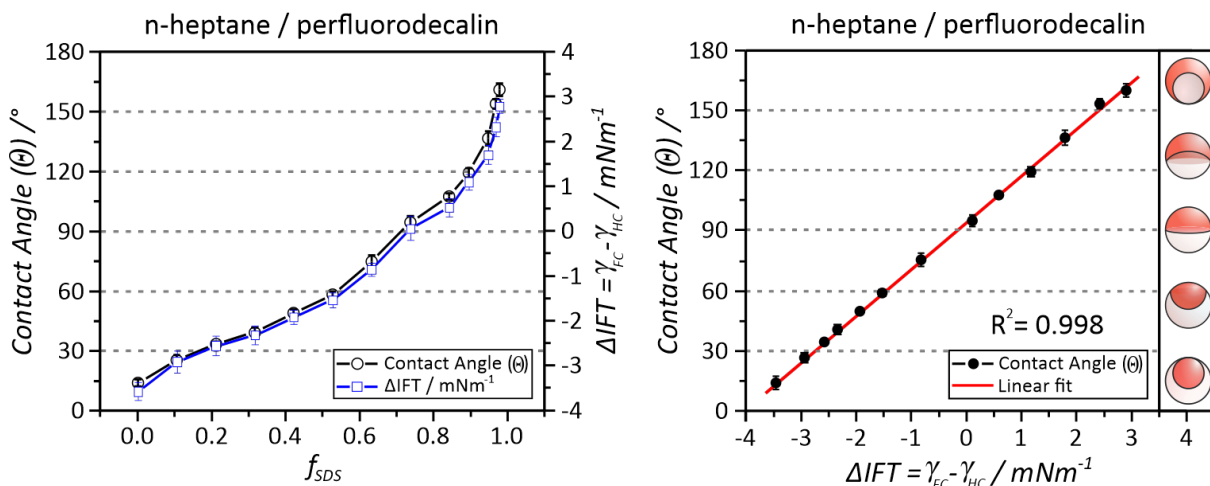 n-heptane / perfluorodecalin
Contact Angle (Θ) /°
180
150
120
90
60
30
0
4
3
2
1
0
-1
-2
-3
-4
ΔIFT = γFC-γHC / mNm-1
Contact Angle (Θ)
ΔIFT / mNm-1
0.0 0.2 0.4 0.6 0.8 1.0
fSDS
n-heptane / perfluorodecalin
Contact Angle (Θ) /°
180
150
120
90
60
30
0
R2= 0.998
Contact Angle (Θ)
Linear fit
-4 -3 -2 -1 0 1 2 3 4
ΔIFT = γFC-γHC / mNm-1